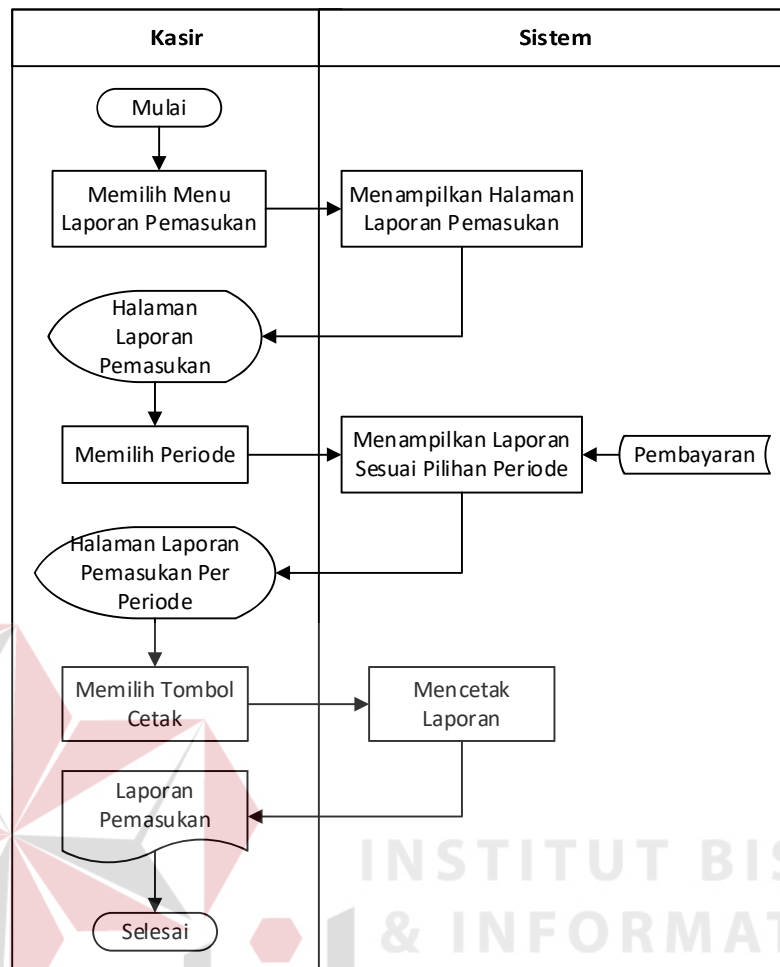 Kasir
Sistem
Mulai
Memilih Menu
Laporan Pemasukan
Menampilkan Halaman
Laporan Pemasukan
Halaman
Laporan
Pemasukan
Memilih Periode
Menampilkan Laporan
Sesuai Pilihan Periode
Pembayaran
Halaman Laporan
Pemasukan Per
Periode
Memilih Tombol
Cetak
Mencetak
Laporan
Laporan
Pemasukan
Selesai
INSTITUT BIS
& INFORMAT